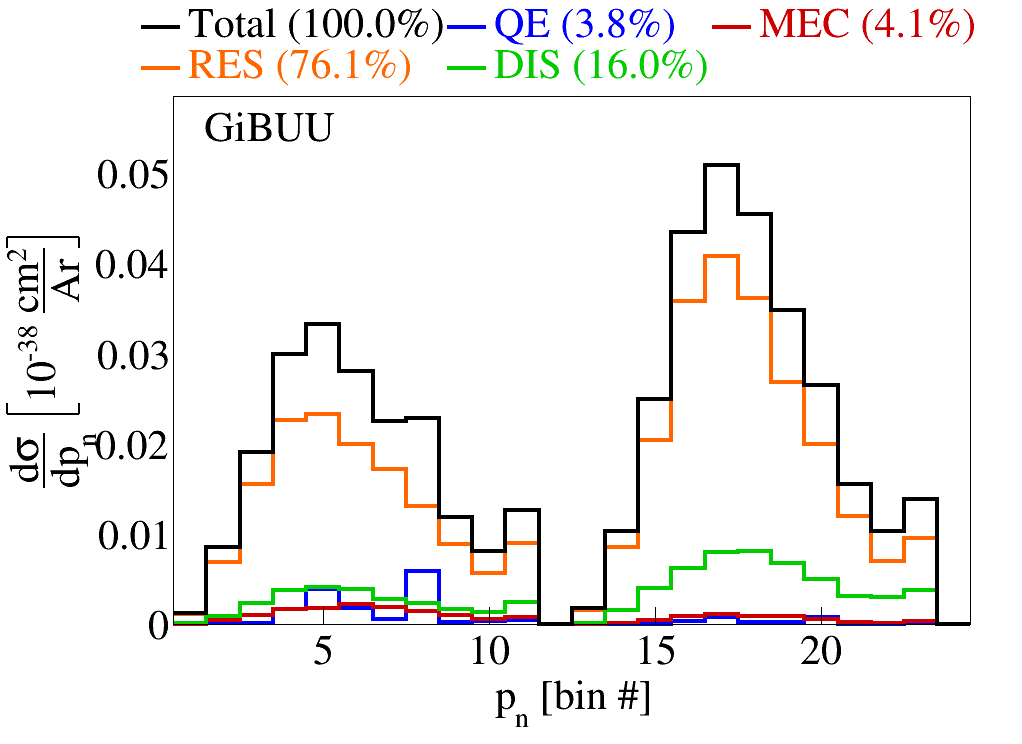 Total (100.0%) QE (3.8%) MEC (4.1%)
RES (76.1%) DIS (16.0%)
GiBUU
0.05
0.04
0.03
0.02
0.01
0
5 10 15 20
pₙ [bin #]
dσ/dpₙ [10⁻³⁸ cm²/Ar]